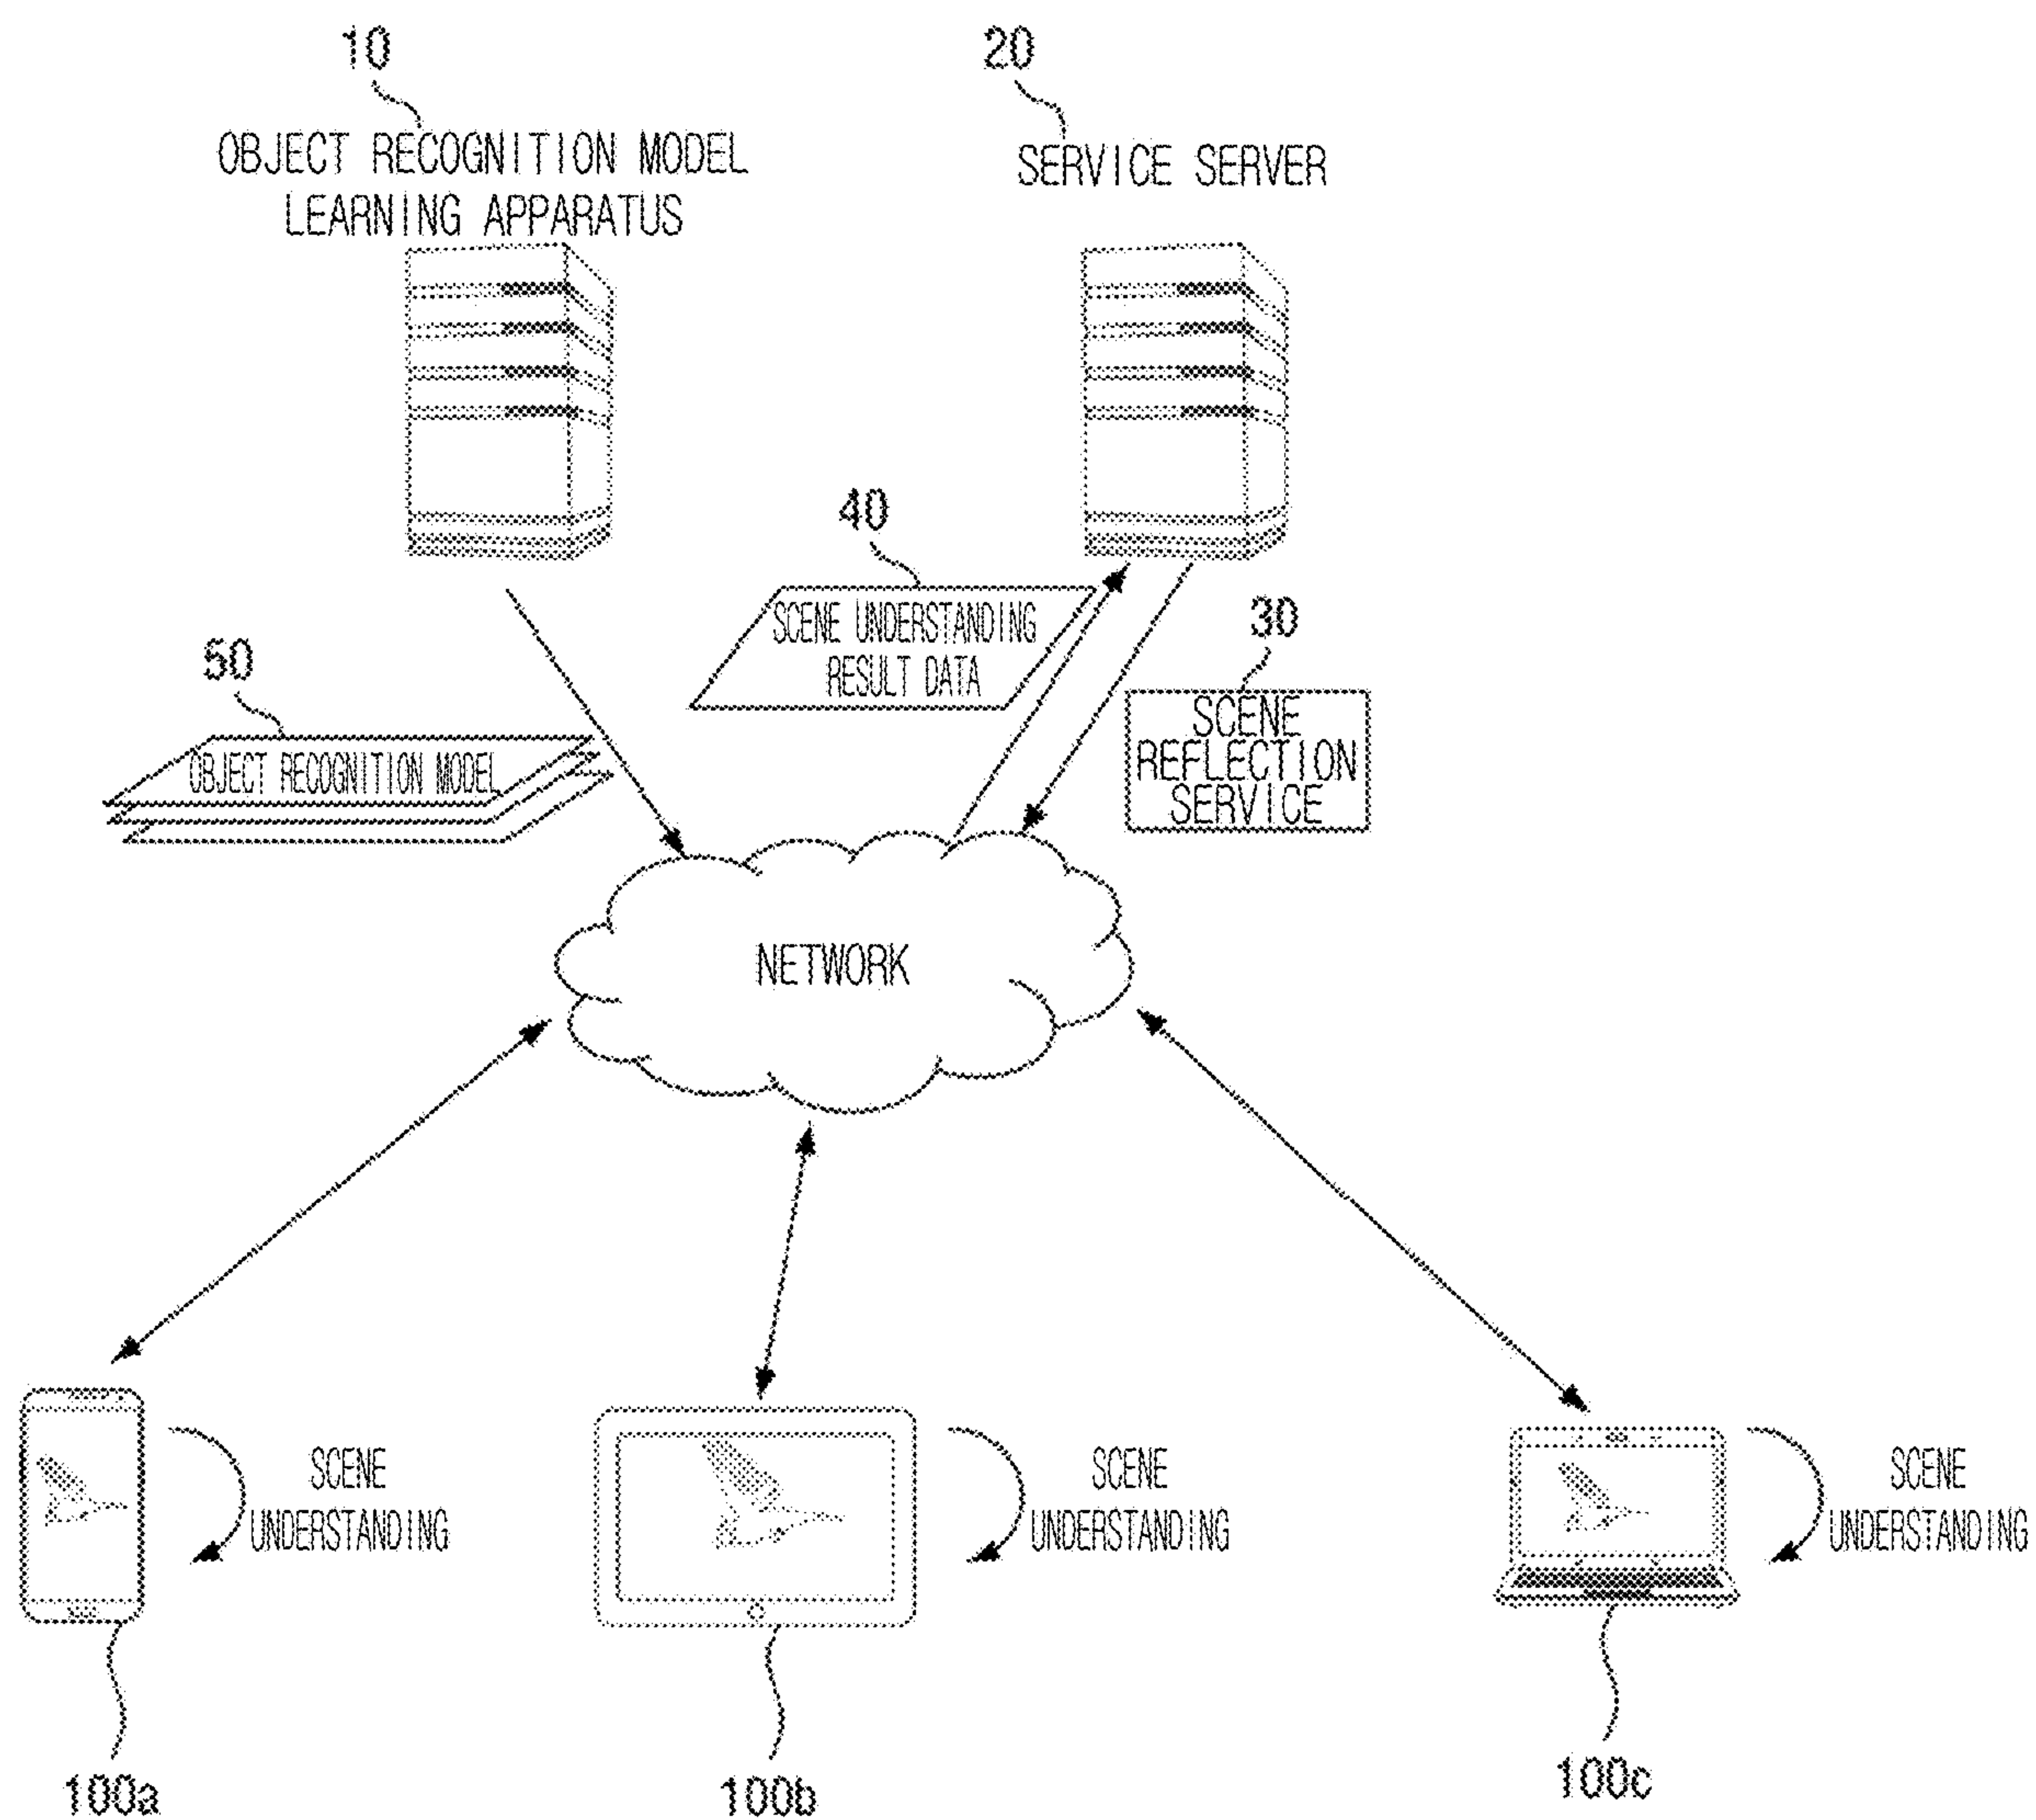 10
OBJECT RECOGNITION MODEL
LEARNING APPARATUS
20
SERVICE SERVER
40
SCENE UNDERSTANDING
RESULT DATA
30
SCENE
REFLECTION
SERVICE
50
OBJECT RECOGNITION MODEL
NETWORK
SCENE
UNDERSTANDING
100a
SCENE
UNDERSTANDING
100b
SCENE
UNDERSTANDING
100c